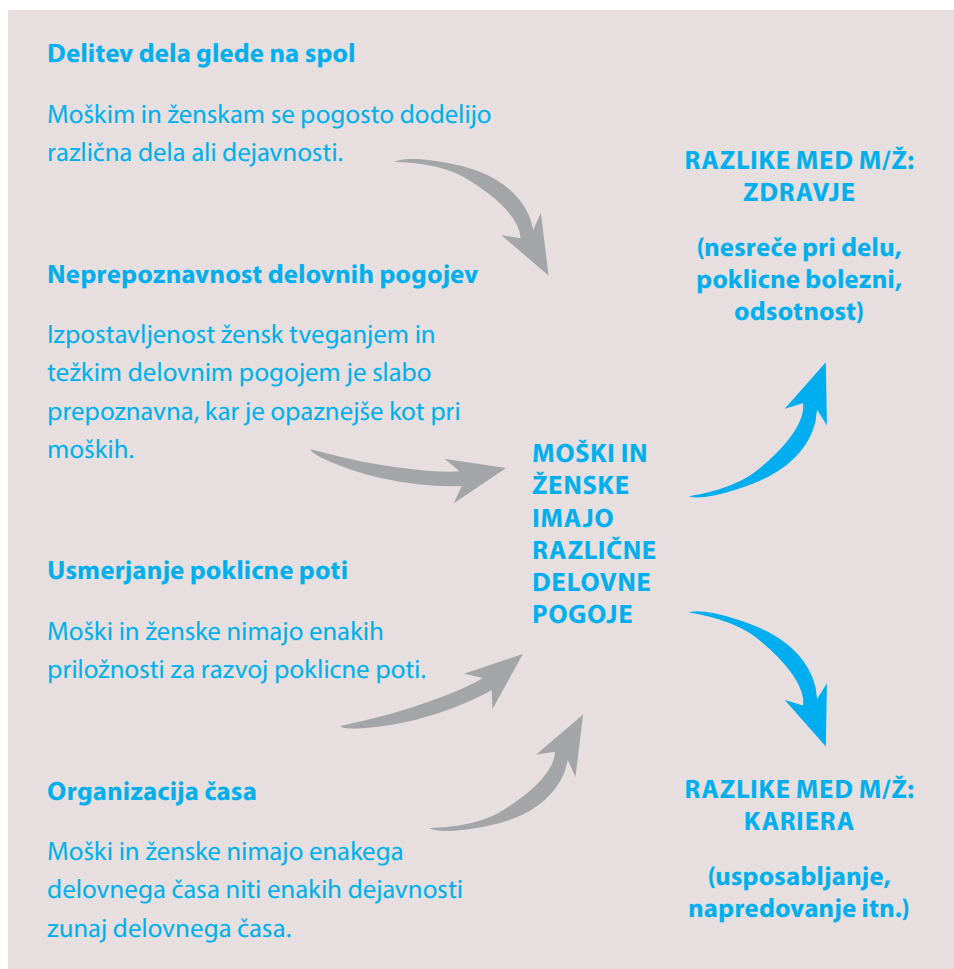 Delitev dela glede na spol
Moškim in ženskam se pogosto dodelijo
različna dela ali dejavnosti.
Neprepoznavnost delovnih pogojev
Izpostavljenost žensk tveganjem in
težkim delovnim pogojem je slabo
prepoznavna, kar je opaznejše kot pri
moških.
Usmerjanje poklicne poti
Moški in ženske nimajo enakih
priložnosti za razvoj poklicne poti.
Organizacija časa
Moški in ženske nimajo enakega
delovnega časa niti enakih dejavnosti
zunaj delovnega časa.
MOŠKI IN
ŽENSKE
IMAJO
RAZLIČNE
DELOVNE
POGOJE
RAZLIKE MED M/Ž:
ZDRAVJE
(nesreče pri delu,
poklicne bolezni,
odsotnost)
RAZLIKE MED M/Ž:
KARIERA
(usposabljanje,
napredovanje itn.)